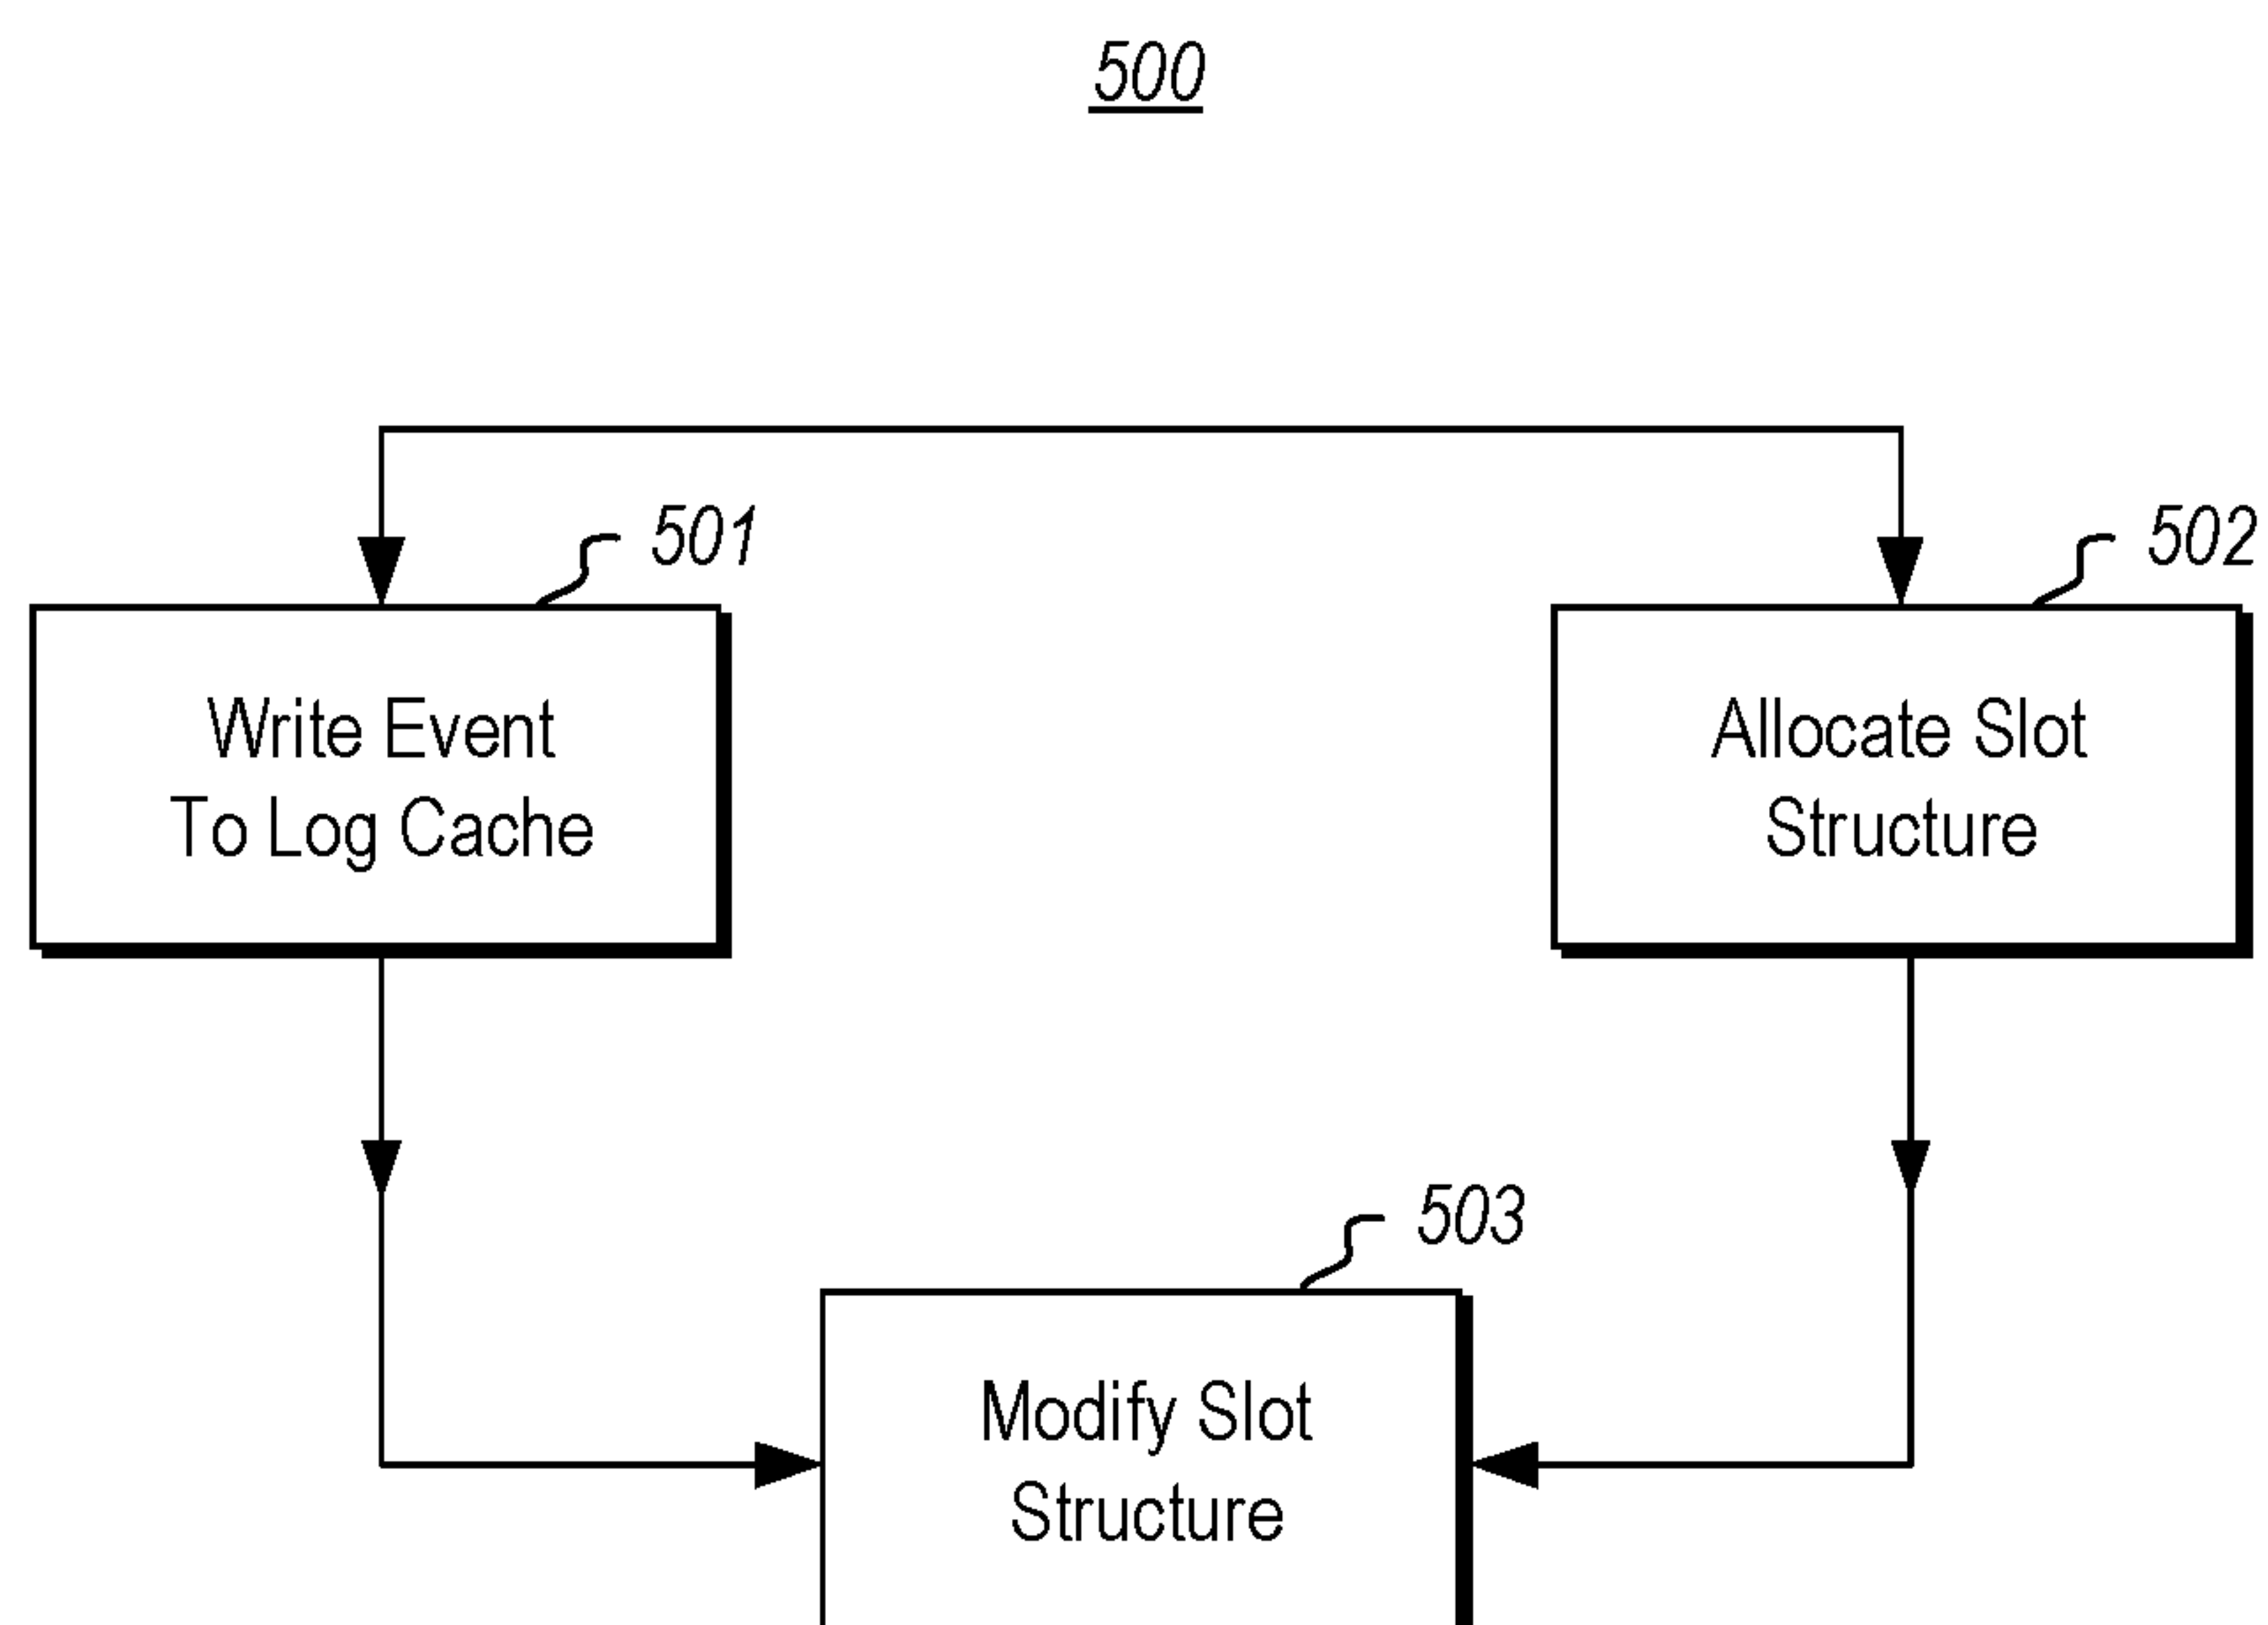 500
501
502
Write Event
To Log Cache
Allocate Slot
Structure
503
Modify Slot
Structure